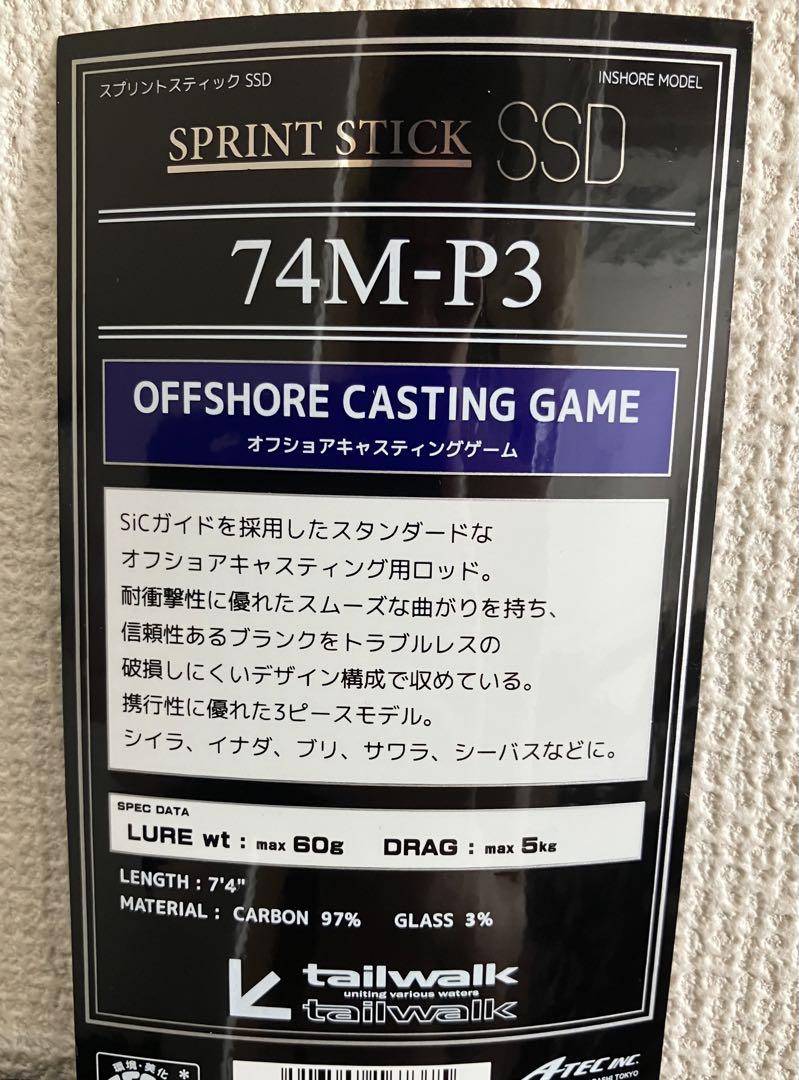 スプリントスティック SSD
INSHORE MODEL
SPRINT STICK SSD
74M-P3
OFFSHORE CASTING GAME
オフショアキャスティングゲーム
SiCガイドを採用したスタンダードな
オフショアキャスティング用ロッド。
耐衝撃性に優れたスムーズな曲がりを持ち、
信頼性あるブランクをトラブルレスの
破損しにくいデザイン構成で収めている。
携行性に優れた3ピースモデル。
シイラ、イナダ、ブリ、サワラ、シーバスなどに。
SPEC DATA
LURE wt : max 60g DRAG : max 5kg
LENGTH : 7'4"
MATERIAL : CARBON 97% GLASS 3%
tailwalk
uniting various waters
tailwalk
環境・美化
A-TEC INC.
TOKYO